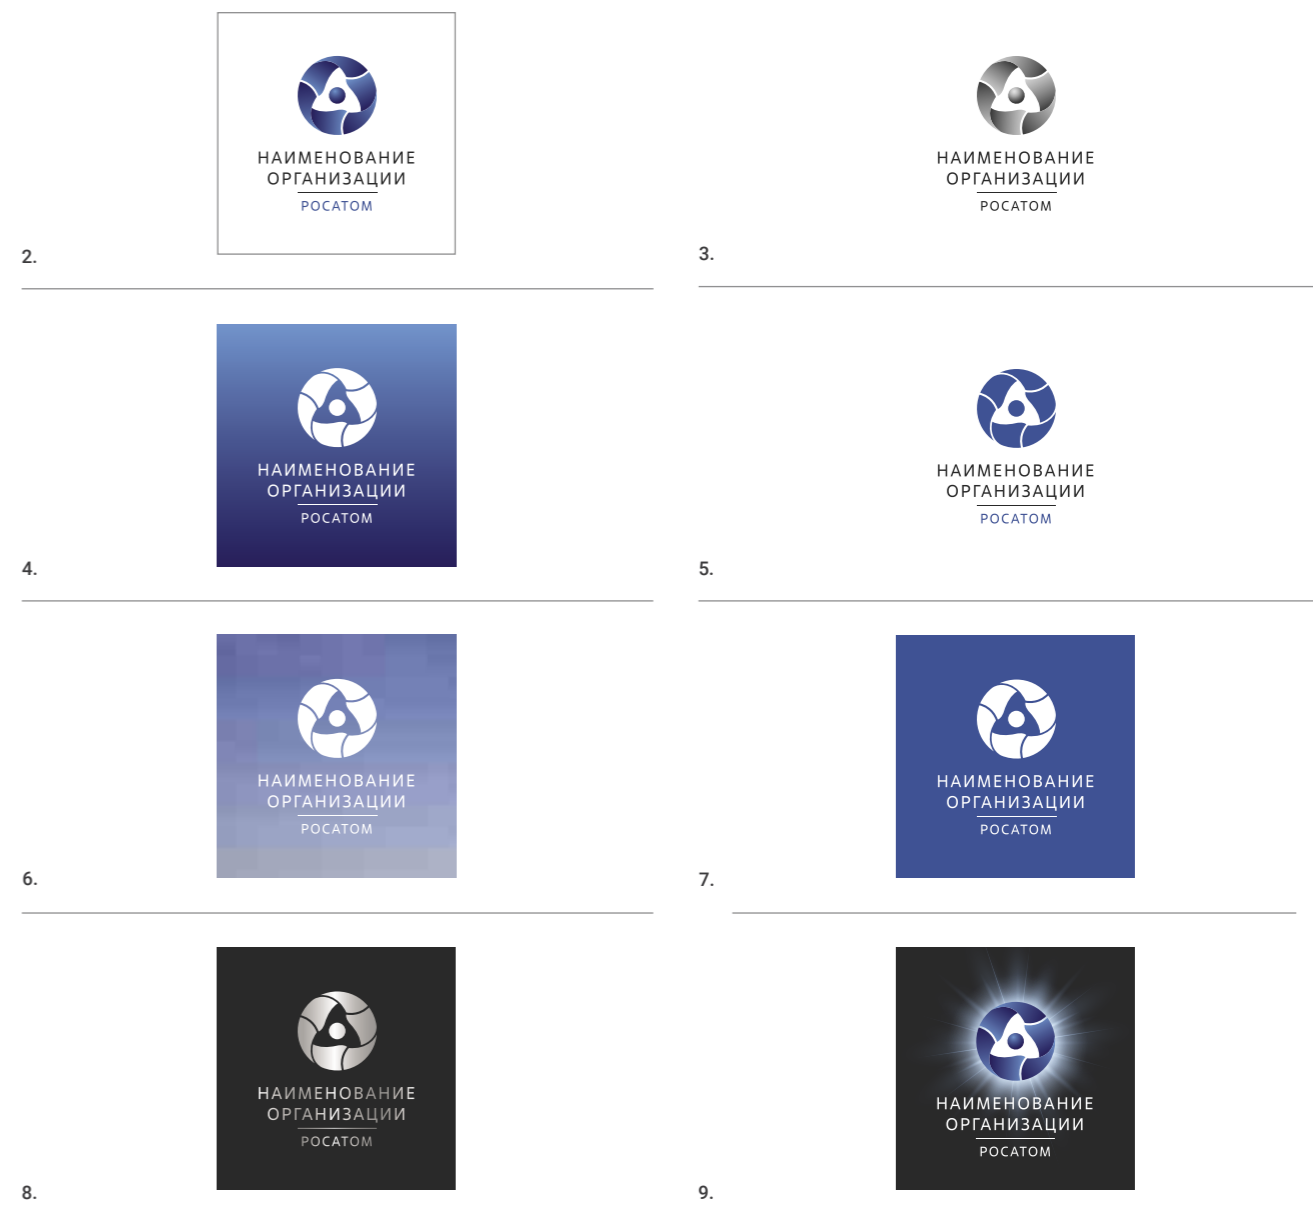 НАИМЕНОВАНИЕ
ОРГАНИЗАЦИИ
РОСАТОМ
2.
НАИМЕНОВАНИЕ
ОРГАНИЗАЦИИ
РОСАТОМ
3.
НАИМЕНОВАНИЕ
ОРГАНИЗАЦИИ
РОСАТОМ
4.
НАИМЕНОВАНИЕ
ОРГАНИЗАЦИИ
РОСАТОМ
5.
НАИМЕНОВАНИЕ
ОРГАНИЗАЦИИ
РОСАТОМ
6.
НАИМЕНОВАНИЕ
ОРГАНИЗАЦИИ
РОСАТОМ
7.
НАИМЕНОВАНИЕ
ОРГАНИЗАЦИИ
РОСАТОМ
8.
НАИМЕНОВАНИЕ
ОРГАНИЗАЦИИ
РОСАТОМ
9.